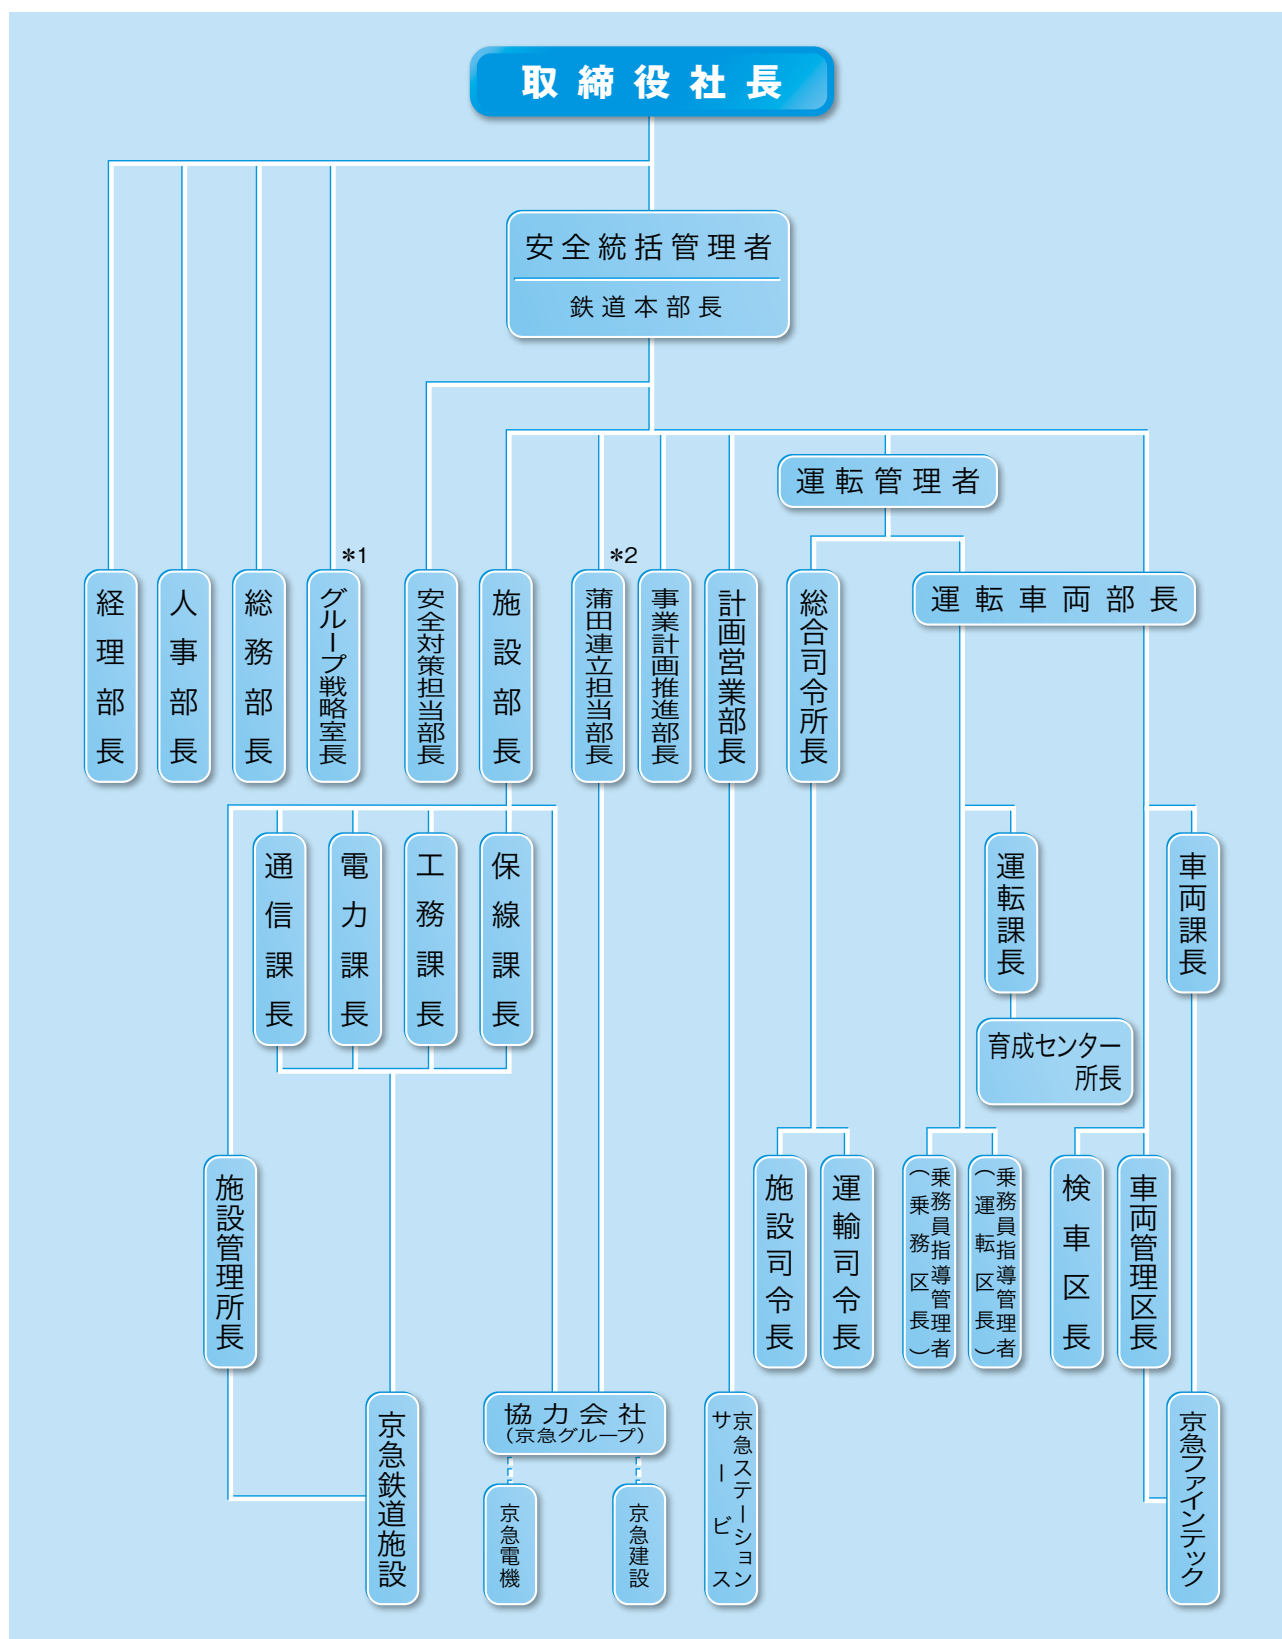 取締役社長
安全統括管理者
鉄道本部長
運転管理者
*1
*2
経理部長
人事部長
総務部長
グループ戦略室長
安全対策担当部長
施設部長
蒲田連立担当部長
事業計画推進部長
計画営業部長
総合司令所長
運転車両部長
通信課長
電力課長
工務課長
保線課長
運転課長
車両課長
育成センター
所長
施設管理所長
施設司令長
運輸司令長
乗務員指導管理者
(乗務区長)
乗務員指導管理者
(運転区長)
検車区長
車両管理区長
京急鉄道施設
協力会社
(京急グループ)
京急電機
京急建設
京急ステーション
サービス
京急ファインテック